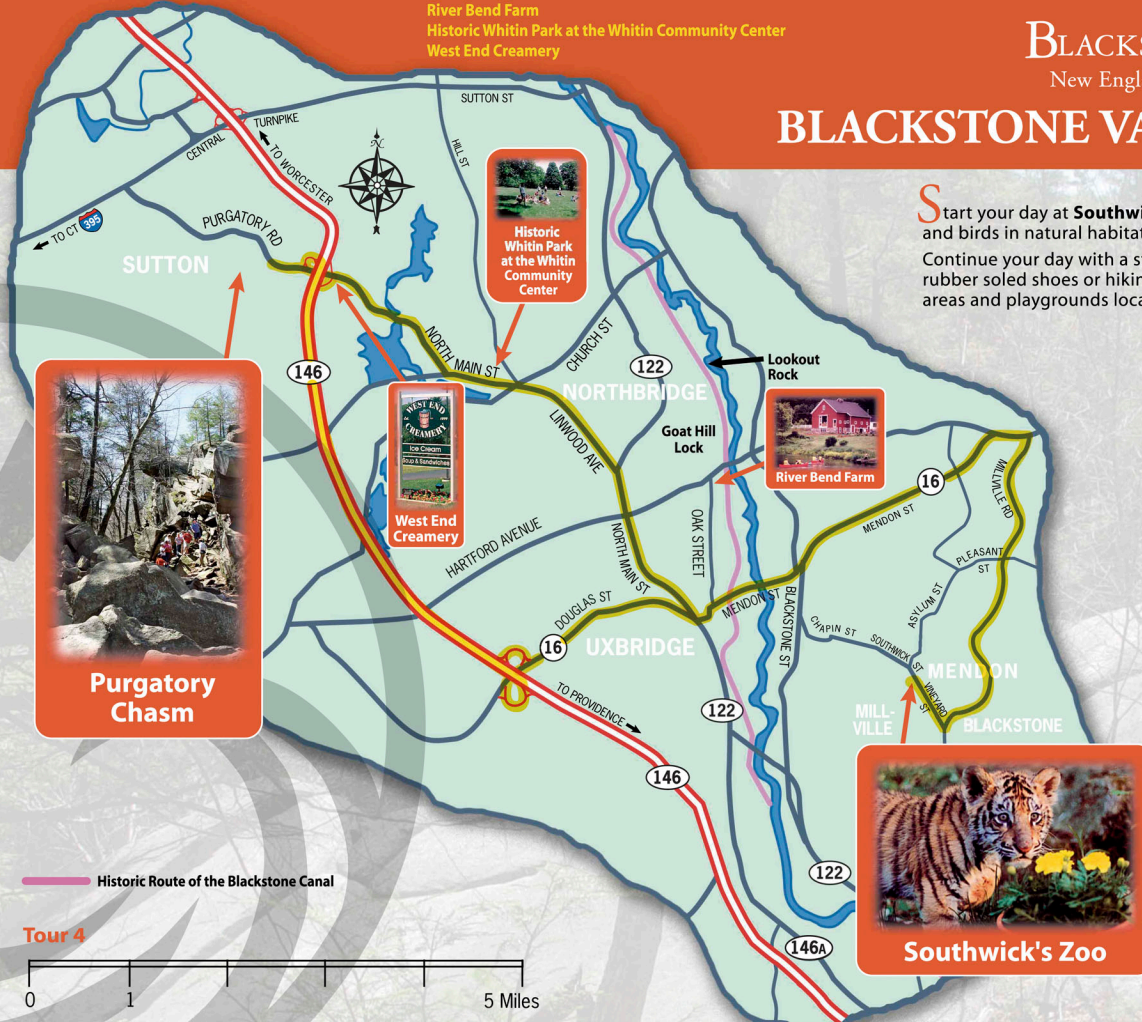 River Bend Farm
Historic Whitin Park at the Whitin Community Center
West End Creamery
BLACKS
New Engl
BLACKSTONE VA
Start your day at Southwi
and birds in natural habitat
Continue your day with a s
rubber soled shoes or hikin
areas and playgrounds loca
SUTTON ST
TURNPIKE
CENTRAL
HILL ST
TO WORCESTER
N
TO CT 395
PURGATORY RD
SUTTON
Historic
Whitin Park
at the Whitin
Community
Center
NORTH MAIN ST
CHURCH ST
146
122
Lookout
Rock
NORTHBRIDGE
WEST END
CREAMERY
Ice Cream
Soup & Sandwiches
West End
Creamery
LINWOOD AVE
Goat Hill
Lock
River Bend Farm
16
MENDON ST
MILLVILLE RD
HARTFORD AVENUE
NORTH MAIN ST
OAK STREET
PLEASANT
ST
ASYLUM ST
DOUGLAS ST
MENDON ST
BLACKSTONE ST
CHAPIN ST
SOUTHWICK ST
16
UXBRIDGE
MENDON
VINEYARD
ST
Purgatory
Chasm
TO PROVIDENCE
122
MILL-
VILLE
BLACKSTONE
146
Historic Route of the Blackstone Canal
122
Tour 4
146A
Southwick's Zoo
0
1
5 Miles